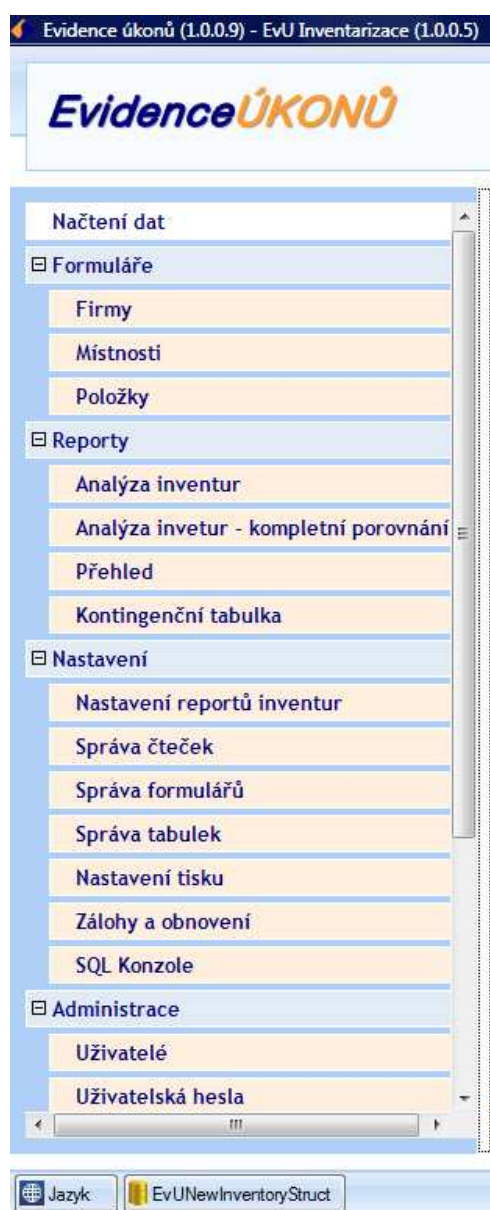 Evidence úkonů (1.0.0.9) - EvU Inventarizace (1.0.0.5)
EvidenceÚKONŮ
Načtení dat
Formuláře
Firmy
Místnosti
Položky
Reporty
Analýza inventur
Analýza invetur - kompletní porovnání
Přehled
Kontingenční tabulka
Nastavení
Nastavení reportů inventur
Správa čteček
Správa formulářů
Správa tabulek
Nastavení tisku
Zálohy a obnovení
SQL Konzole
Administrace
Uživatelé
Uživatelská hesla
Jazyk EvUNewInventoryStruct